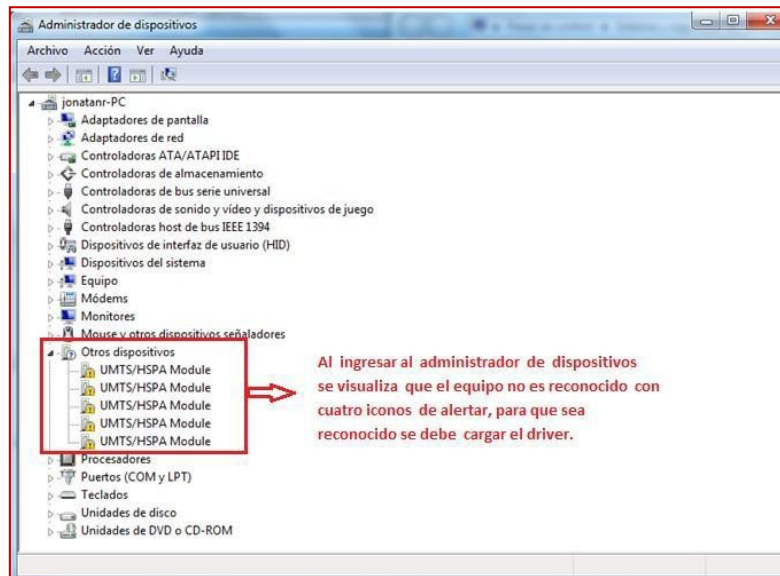 Administrador de dispositivos
Archivo Acción Ver Ayuda
jonatanr-PC
Adaptadores de pantalla
Adaptadores de red
Controladoras ATA/ATAPI IDE
Controladoras de almacenamiento
Controladoras de bus serie universal
Controladoras de sonido y vídeo y dispositivos de juego
Controladoras host de bus IEEE 1394
Dispositivos de interfaz de usuario (HID)
Dispositivos del sistema
Equipo
Módems
Monitores
Mouse y otros dispositivos señaladores
Otros dispositivos
UMTS/HSPA Module
UMTS/HSPA Module
UMTS/HSPA Module
UMTS/HSPA Module
UMTS/HSPA Module
Procesadores
Puertos (COM y LPT)
Teclados
Unidades de disco
Unidades de DVD o CD-ROM
Al ingresar al administrador de dispositivos
se visualiza que el equipo no es reconocido con
cuatro iconos de alertar, para que sea
reconocido se debe cargar el driver.